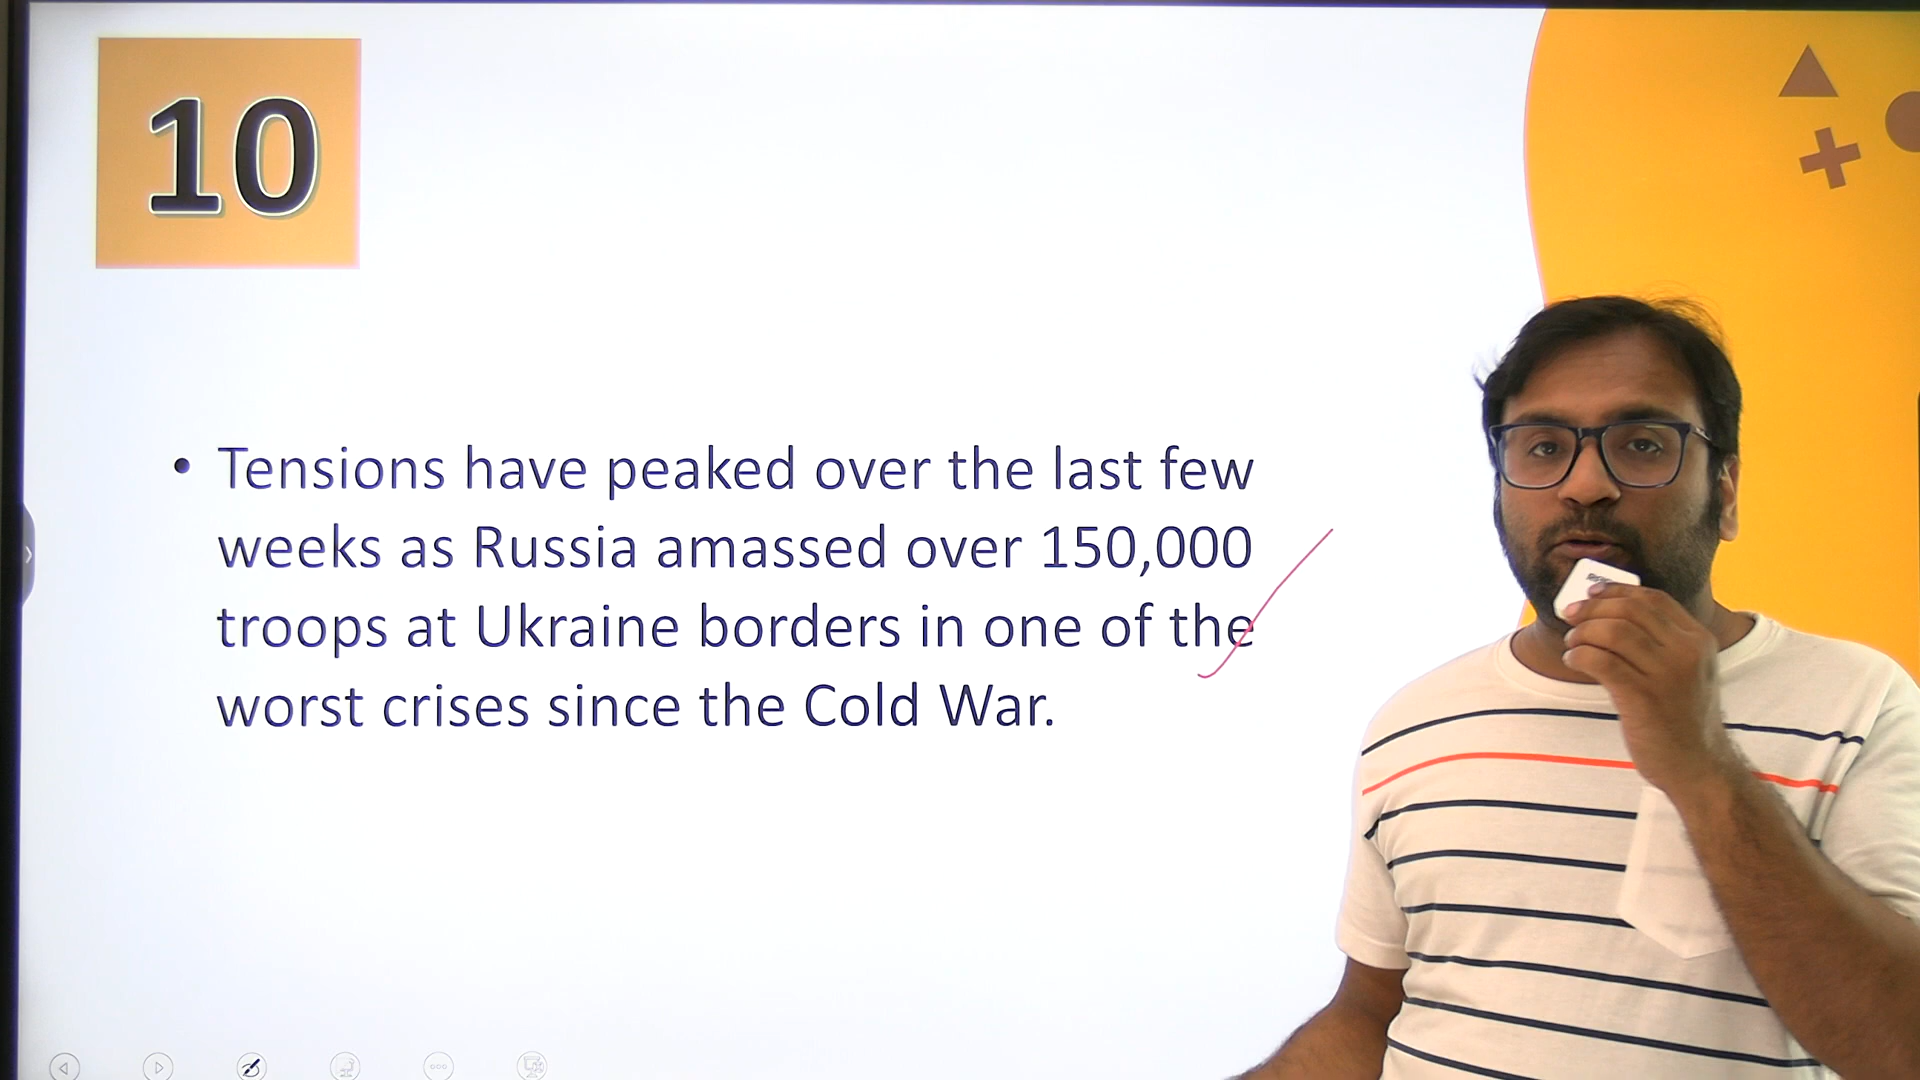 10
• Tensions have peaked over the last few
weeks as Russia amassed over 150,000
troops at Ukraine borders in one of the
worst crises since the Cold War.